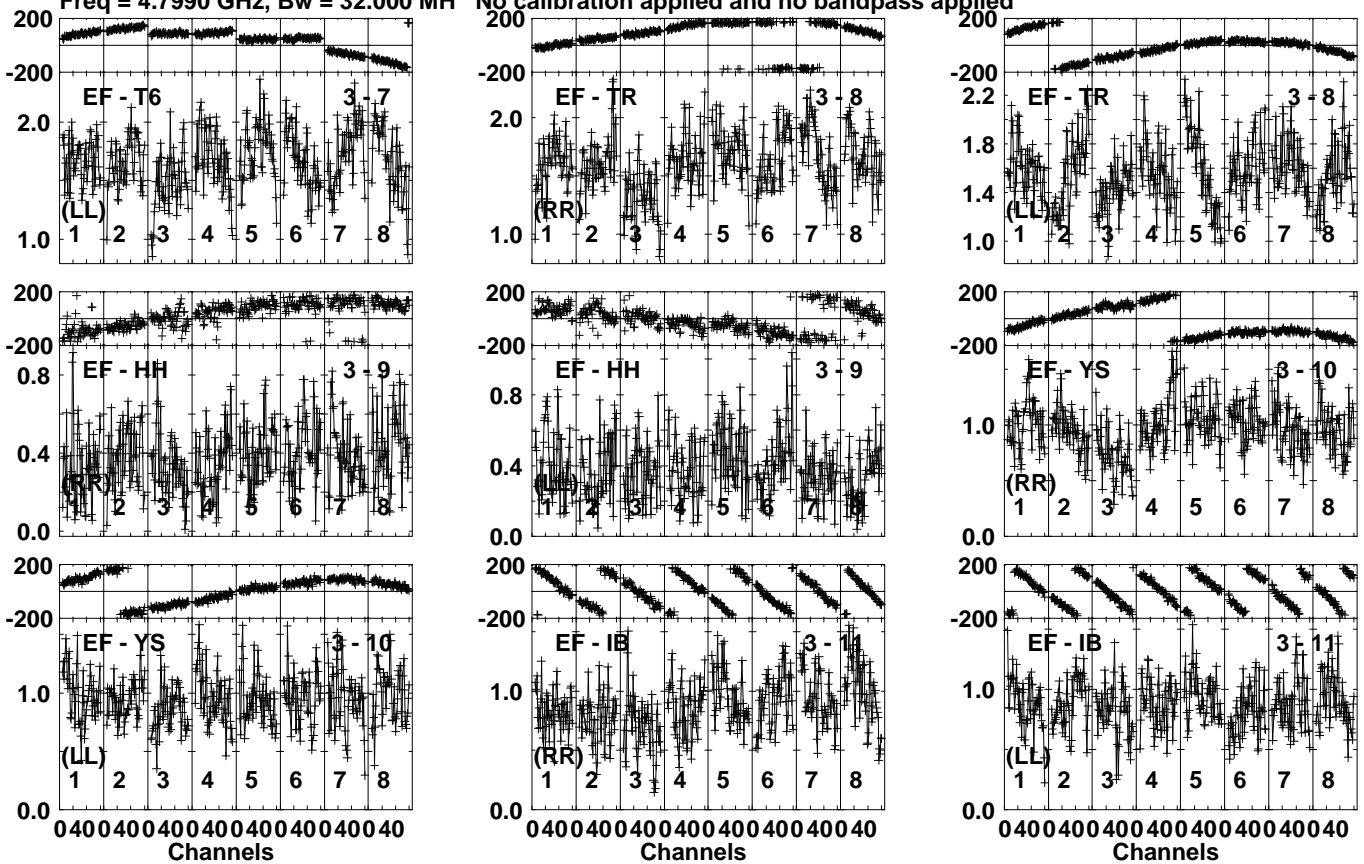 Freq = 4.7990 GHz, Bw = 32.000 MH No calibration applied and no bandpass applied
200 200 200
-200 -200 -200
EF - T6 3 - 7 EF - TR 3 - 8 EF - TR 3 - 8
2.0 2.0 2.2
1.8
1.4
(LL) (RR) (LL)
1.0 1.0 1.0
1 2 3 4 5 6 7 8 1 2 3 4 5 6 7 8 1 2 3 4 5 6 7 8
200 200 200
-200 -200 -200
EF - HH 3 - 9 EF - HH 3 - 9 EF - YS 3 - 10
0.8 0.8 1.0
0.4 0.4
(RR) (LL) (RR)
1 2 3 4 5 6 7 8 1 2 3 4 5 6 7 8 1 2 3 4 5 6 7 8
0.0 0.0 0.0
200 200 200
-200 -200 -200
EF - YS 3 - 10 EF - IB 3 - 11 EF - IB 3 - 11
1.0 1.0 1.0
(LL) (RR) (LL)
1 2 3 4 5 6 7 8 1 2 3 4 5 6 7 8 1 2 3 4 5 6 7 8
0.0 0.0 0.0
0 40 0 40 0 40 0 40 0 40 0 40 0 40 0 40 0 40 0 40 0 40 0 40 0 40 0 40 0 40 0 40 0 40 0 40 0 40 0 40 0 40 0 40 0 40 0 40
Channels Channels Channels